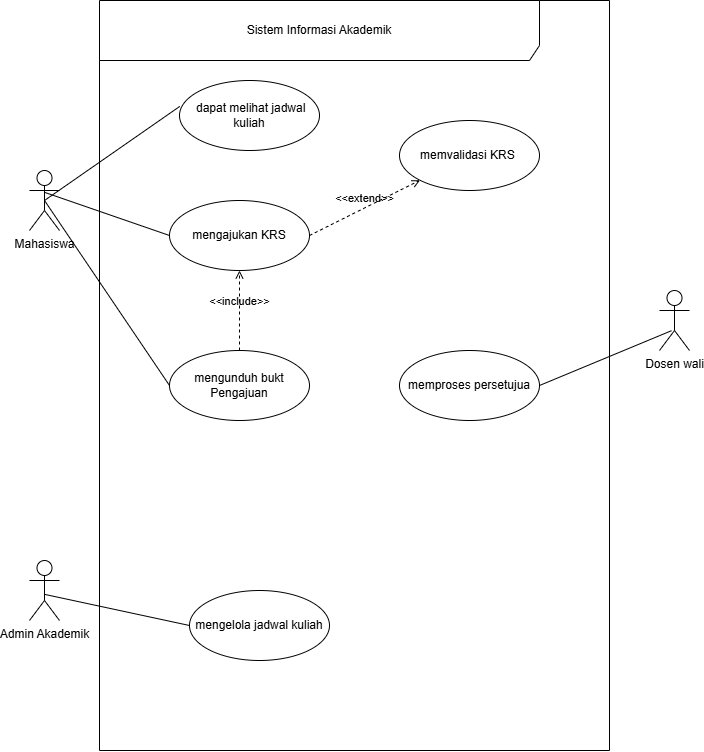 Sistem Informasi Akademik
dapat melihat jadwal
kuliah
memvalidasi KRS
<<extend>>
mengajukan KRS
Mahasiswa
<<include>>
Dosen wali
mengunduh bukt
Pengajuan
memproses persetujua
Admin Akademik
mengelola jadwal kuliah